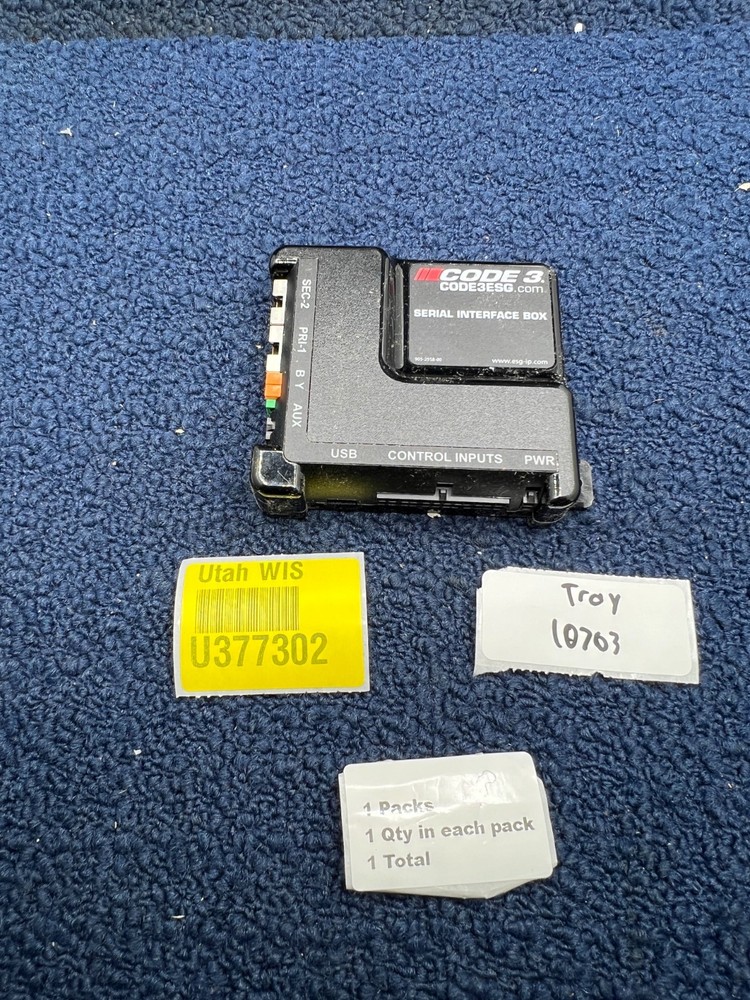 CODE 3.
CODE3ESG.com
SERIAL INTERFACE BOX
www.esg-ip.com
SEC-2
PRI-1
B Y
AUX
USB
CONTROL INPUTS
PWR
Utah WIS
U377302
Troy
10703
1 Packs
1 Qty in each pack
1 Total